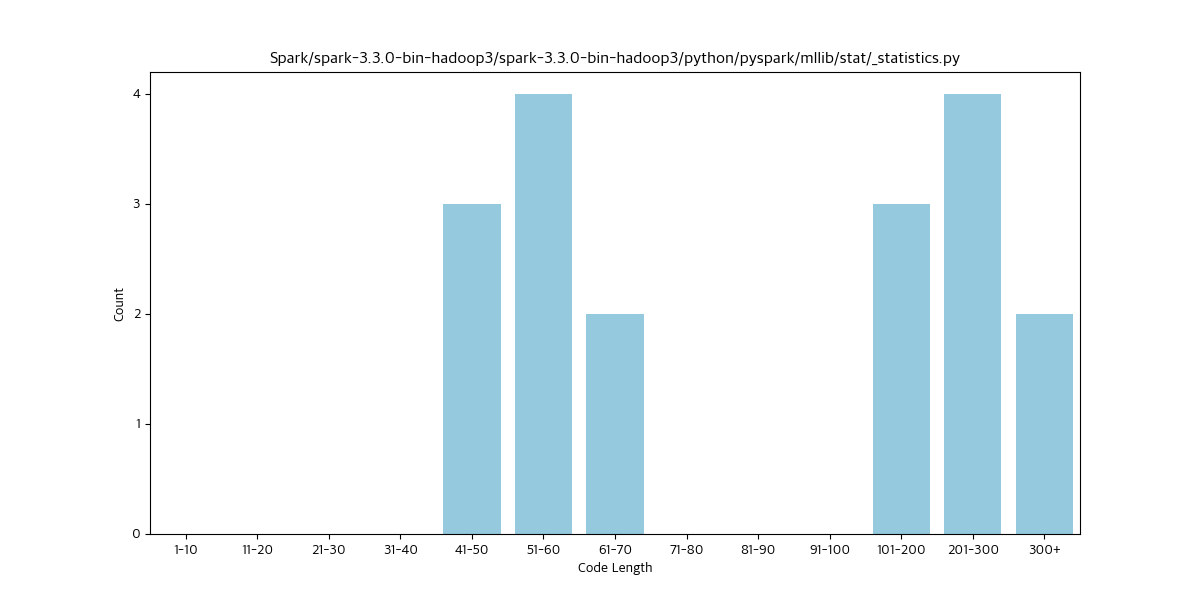 Spark/spark-3.3.0-bin-hadoop3/spark-3.3.0-bin-hadoop3/python/pyspark/mllib/stat/_statistics.py
4
3
2
1
0
Count
1-10 11-20 21-30 31-40 41-50 51-60 61-70 71-80 81-90 91-100 101-200 201-300 300+
Code Length